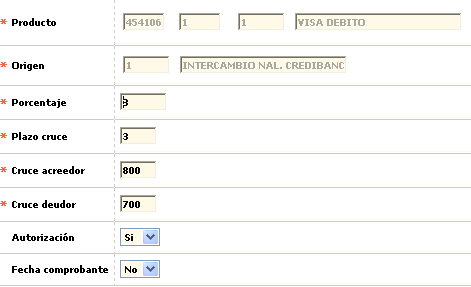 * Producto 454106 1 1 VISA DEBITO
* Origen 1 INTERCAMBIO NAL. CREDIBANC
* Porcentaje 3
* Plazo cruce 3
* Cruce acreedor 800
* Cruce deudor 700
Autorización Si
Fecha comprobante No